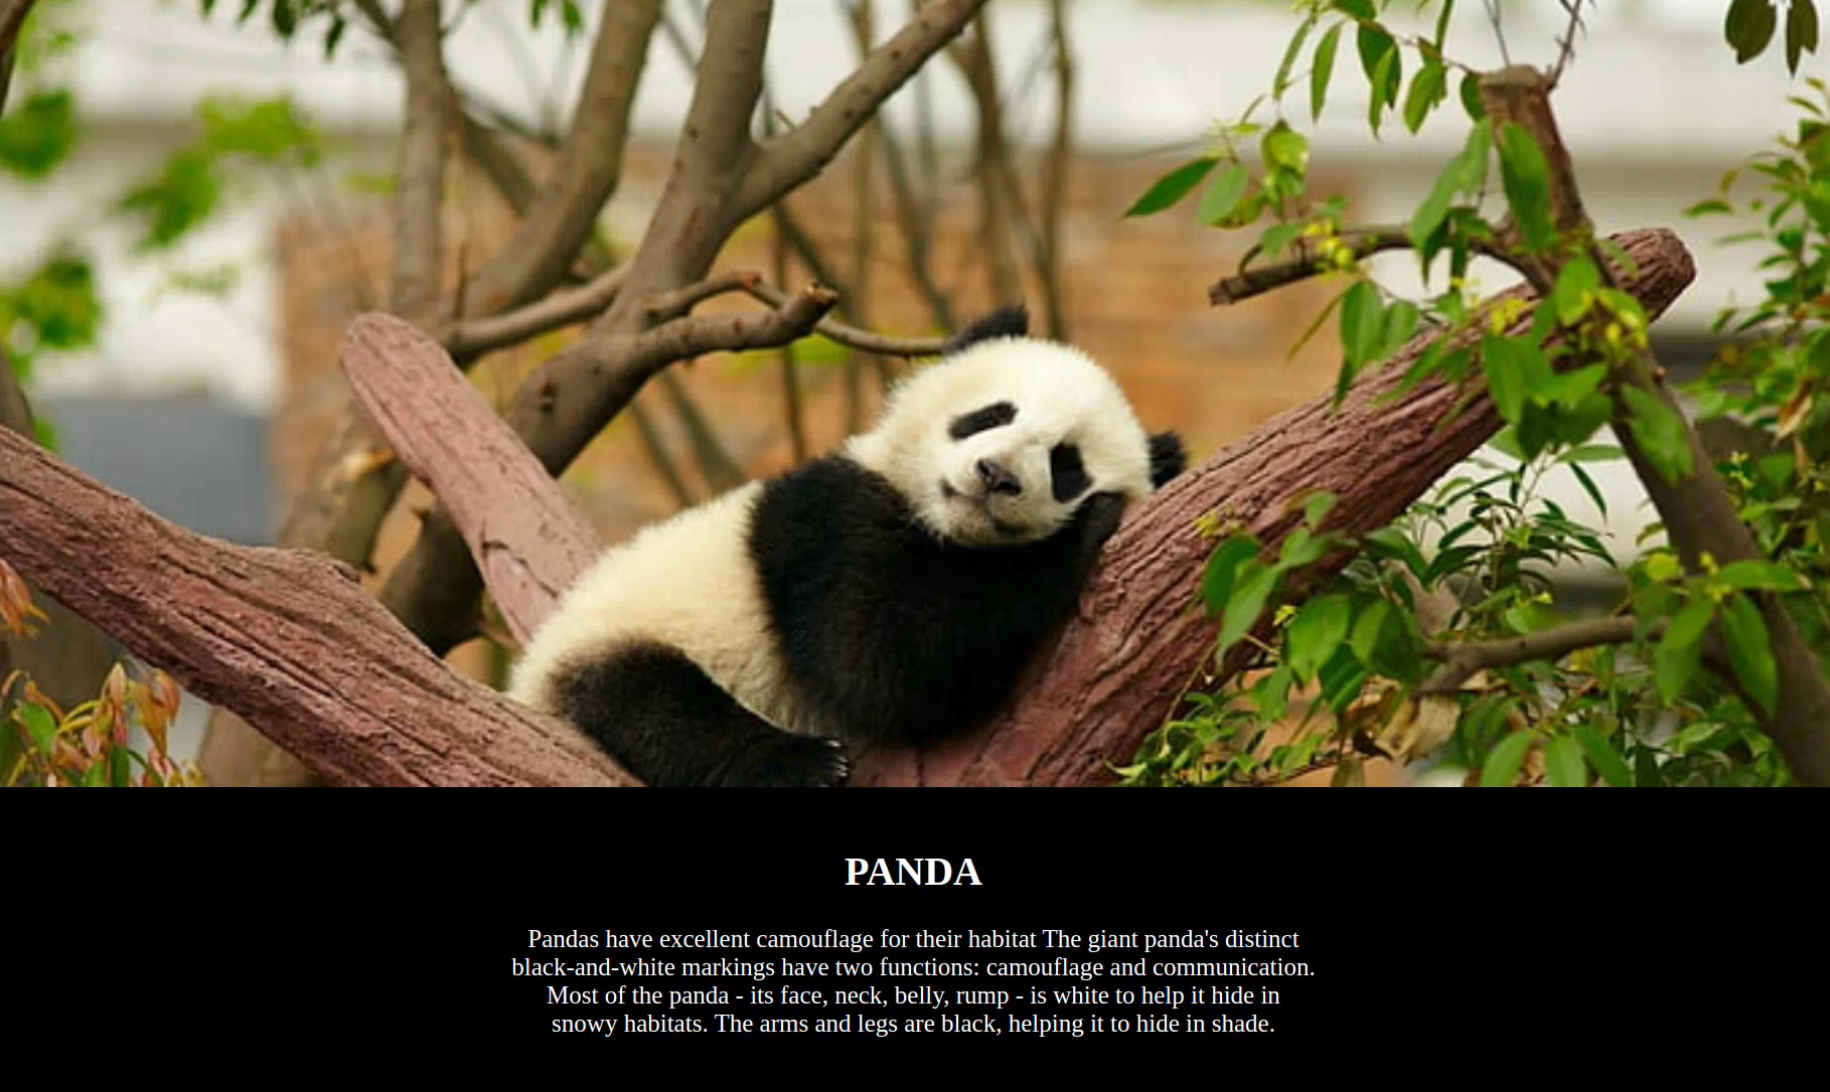 PANDA
Pandas have excellent camouflage for their habitat The giant panda's distinct
black-and-white markings have two functions: camouflage and communication.
Most of the panda - its face, neck, belly, rump - is white to help it hide in
snowy habitats. The arms and legs are black, helping it to hide in shade.